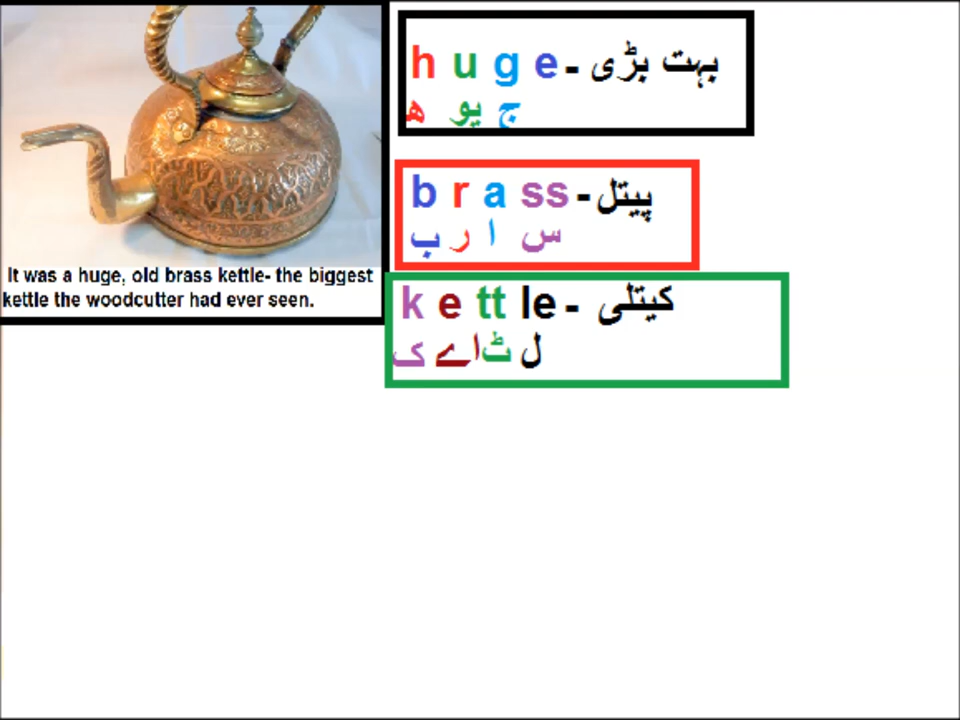 It was a huge, old brass kettle- the biggest
kettle the woodcutter had ever seen.
h u g e - بہت بڑی
ھ یو ج
b r a ss - پیتل
ب ر ا س
k e tt le - کیتلی
ک اے ٹ ل